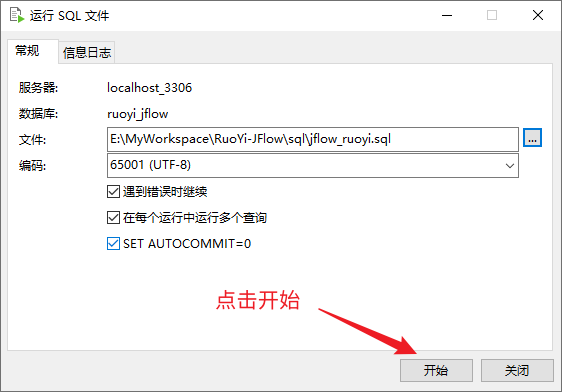 运行 SQL 文件
常规
信息日志
服务器:
localhost_3306
数据库:
ruoyi_jflow
文件:
E:\MyWorkspace\RuoYi-JFlow\sql\jflow_ruoyi.sql
...
编码:
65001 (UTF-8)
遇到错误时继续
在每个运行中运行多个查询
SET AUTOCOMMIT=0
点击开始
开始
关闭